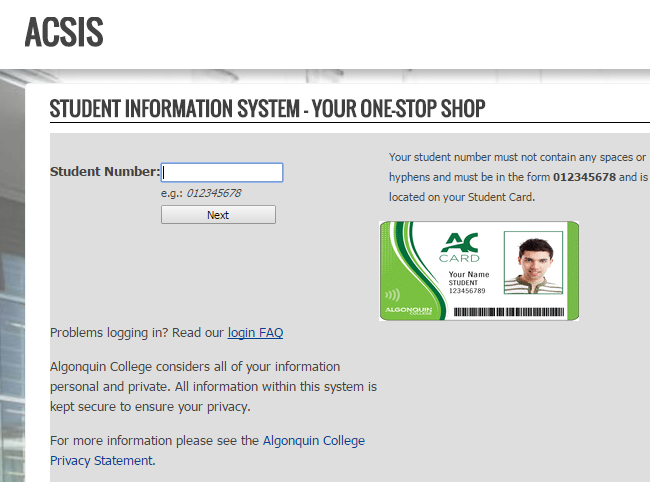 ACSIS
STUDENT INFORMATION SYSTEM - YOUR ONE-STOP SHOP
Student Number:
e.g.: 012345678
Next
Your student number must not contain any spaces or
hyphens and must be in the form 012345678 and is
located on your Student Card.
AC
CARD
Your Name
STUDENT
123456789
ALGONQUIN
COLLEGE
Problems logging in? Read our login FAQ
Algonquin College considers all of your information
personal and private. All information within this system is
kept secure to ensure your privacy.
For more information please see the Algonquin College
Privacy Statement.